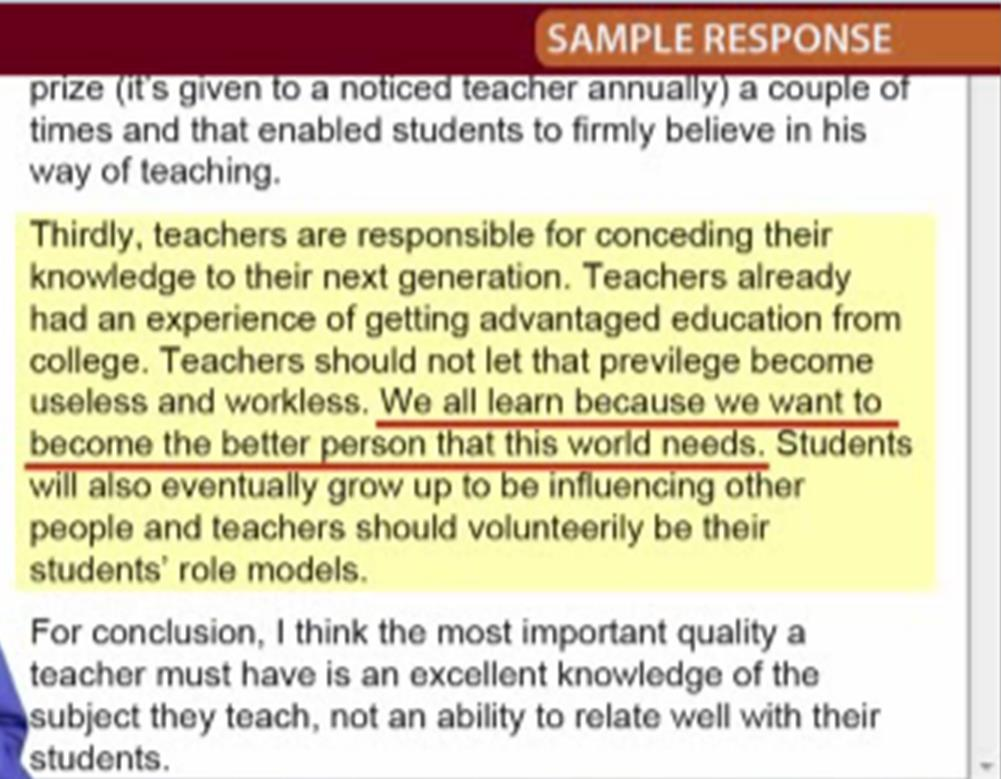 SAMPLE RESPONSE
prize (it's given to a noticed teacher annually) a couple of
times and that enabled students to firmly believe in his
way of teaching.
Thirdly, teachers are responsible for conceding their
knowledge to their next generation. Teachers already
had an experience of getting advantaged education from
college. Teachers should not let that previlege become
useless and workless. We all learn because we want to
become the better person that this world needs. Students
will also eventually grow up to be influencing other
people and teachers should volunteerily be their
students' role models.
For conclusion, I think the most important quality a
teacher must have is an excellent knowledge of the
subject they teach, not an ability to relate well with their
students.